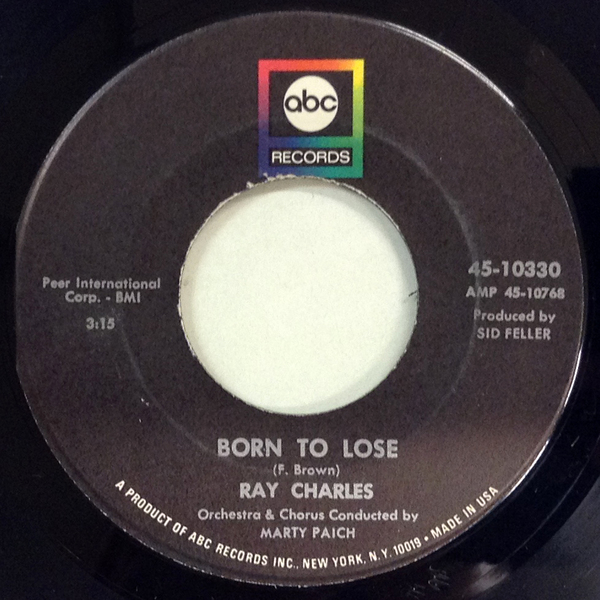 abc
RECORDS
Peer International
Corp. - BMI
3:15
45-10330
AMP 45-10768
Produced by
SID FELLER
BORN TO LOSE
(F. Brown)
RAY CHARLES
Orchestra & Chorus Conducted by
MARTY PAICH
A PRODUCT OF ABC RECORDS INC., NEW YORK, N.Y. 10019 • MADE IN USA